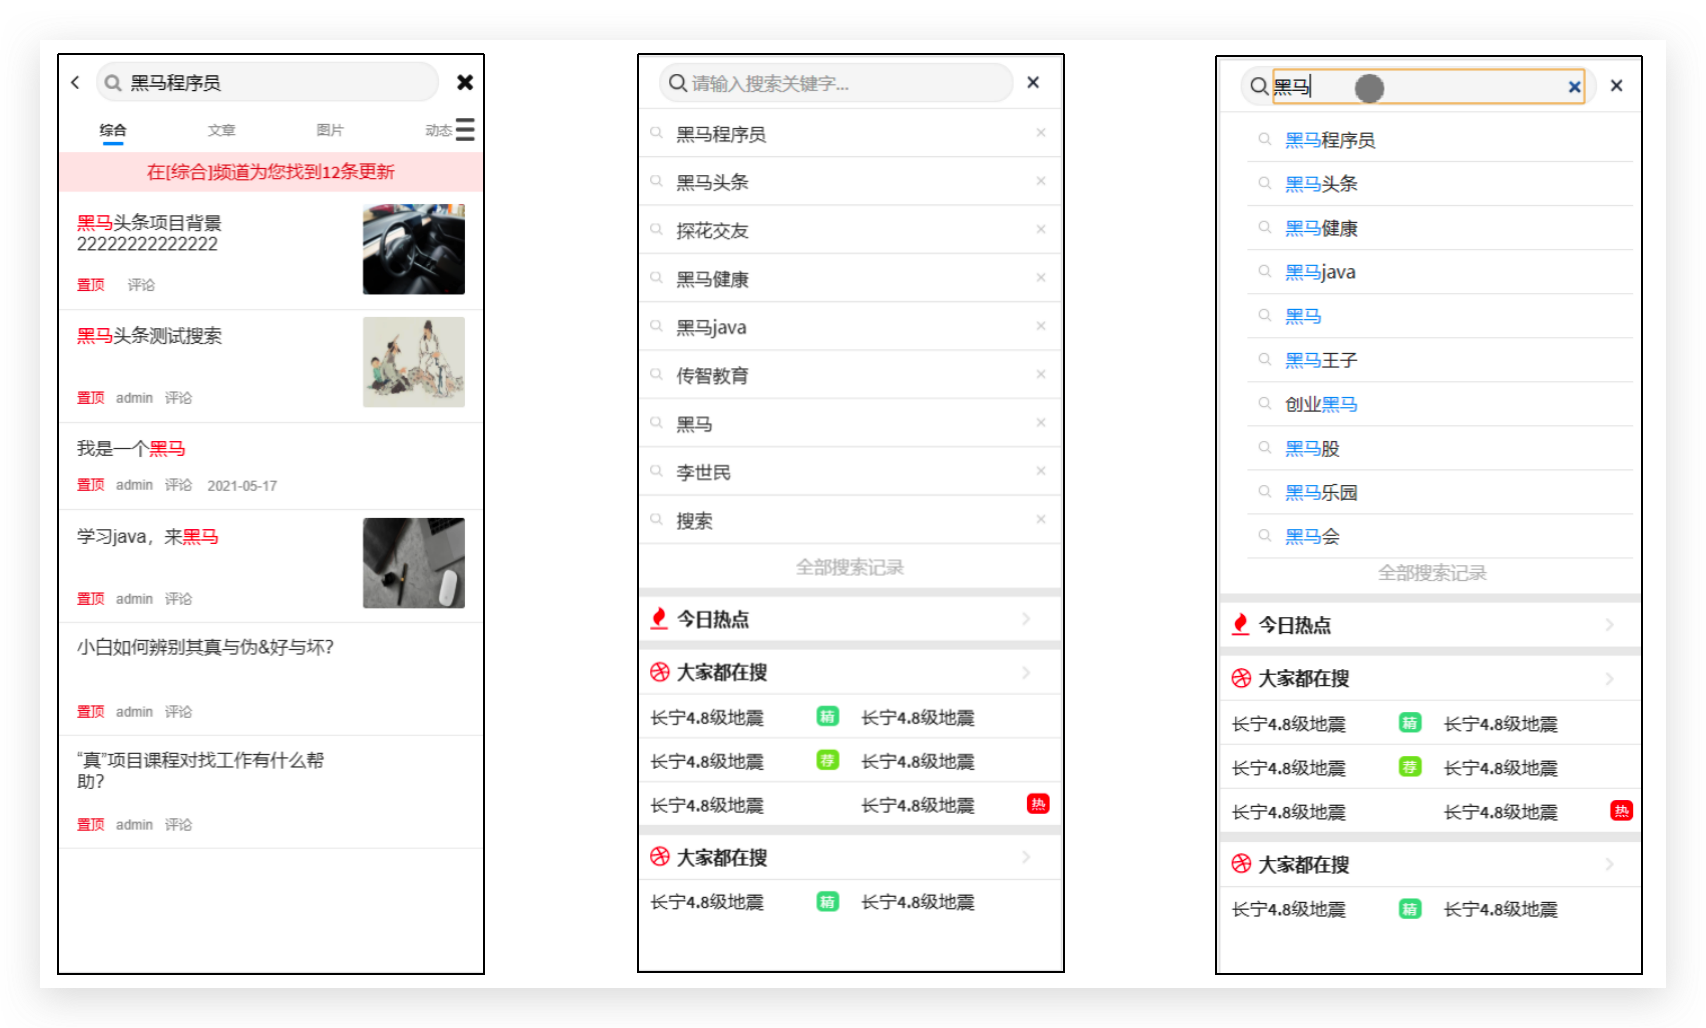 黑马程序员
综合
文章
图片
动态
在[综合]频道为您找到12条更新
黑马头条项目背景
22222222222222
置顶 评论
黑马头条测试搜索
置顶 admin 评论
我是一个黑马
置顶 admin 评论 2021-05-17
学习java，来黑马
置顶 admin 评论
小白如何辨别其真与伪&好与坏？
置顶 admin 评论
“真”项目课程对找工作有什么帮
助？
置顶 admin 评论
请输入搜索关键字...
黑马程序员
黑马头条
探花交友
黑马健康
黑马java
传智教育
黑马
李世民
搜索
全部搜索记录
今日热点
大家都在搜
长宁4.8级地震 精 长宁4.8级地震
长宁4.8级地震 荐 长宁4.8级地震
长宁4.8级地震 长宁4.8级地震 热
大家都在搜
长宁4.8级地震 精 长宁4.8级地震
黑马
黑马程序员
黑马头条
黑马健康
黑马java
黑马
黑马王子
创业黑马
黑马股
黑马乐园
黑马会
全部搜索记录
今日热点
大家都在搜
长宁4.8级地震 精 长宁4.8级地震
长宁4.8级地震 荐 长宁4.8级地震
长宁4.8级地震 长宁4.8级地震 热
大家都在搜
长宁4.8级地震 精 长宁4.8级地震